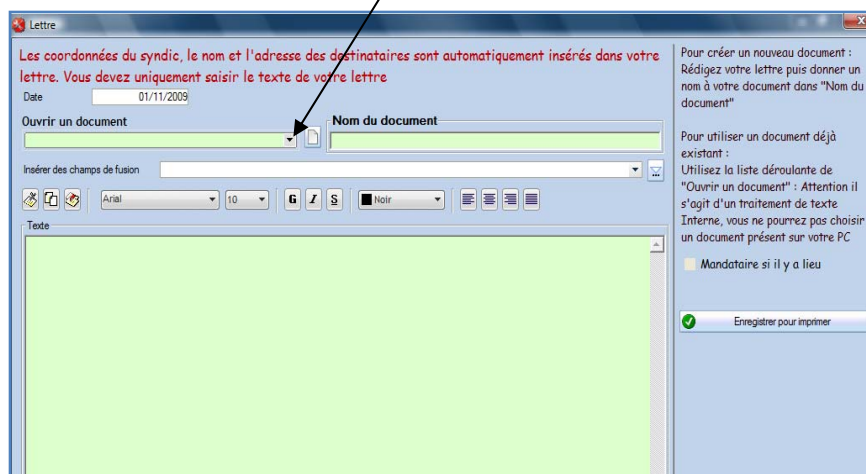 Lettre
Les coordonnées du syndic, le nom et l'adresse des destinataires sont automatiquement insérés dans votre
lettre. Vous devez uniquement saisir le texte de votre lettre
Date 01/11/2009
Ouvrir un document
Nom du document
Insérer des champs de fusion
Arial 10 G I S Noir
Texte
Pour créer un nouveau document :
Rédigez votre lettre puis donner un
nom à votre document dans "Nom du
document"
Pour utiliser un document déjà
existant :
Utilisez la liste déroulante de
"Ouvrir un document" : Attention il
s'agit d'un traitement de texte
Interne, vous ne pourrez pas choisir
un document présent sur votre PC
Mandataire si il y a lieu
Enregistrer pour imprimer